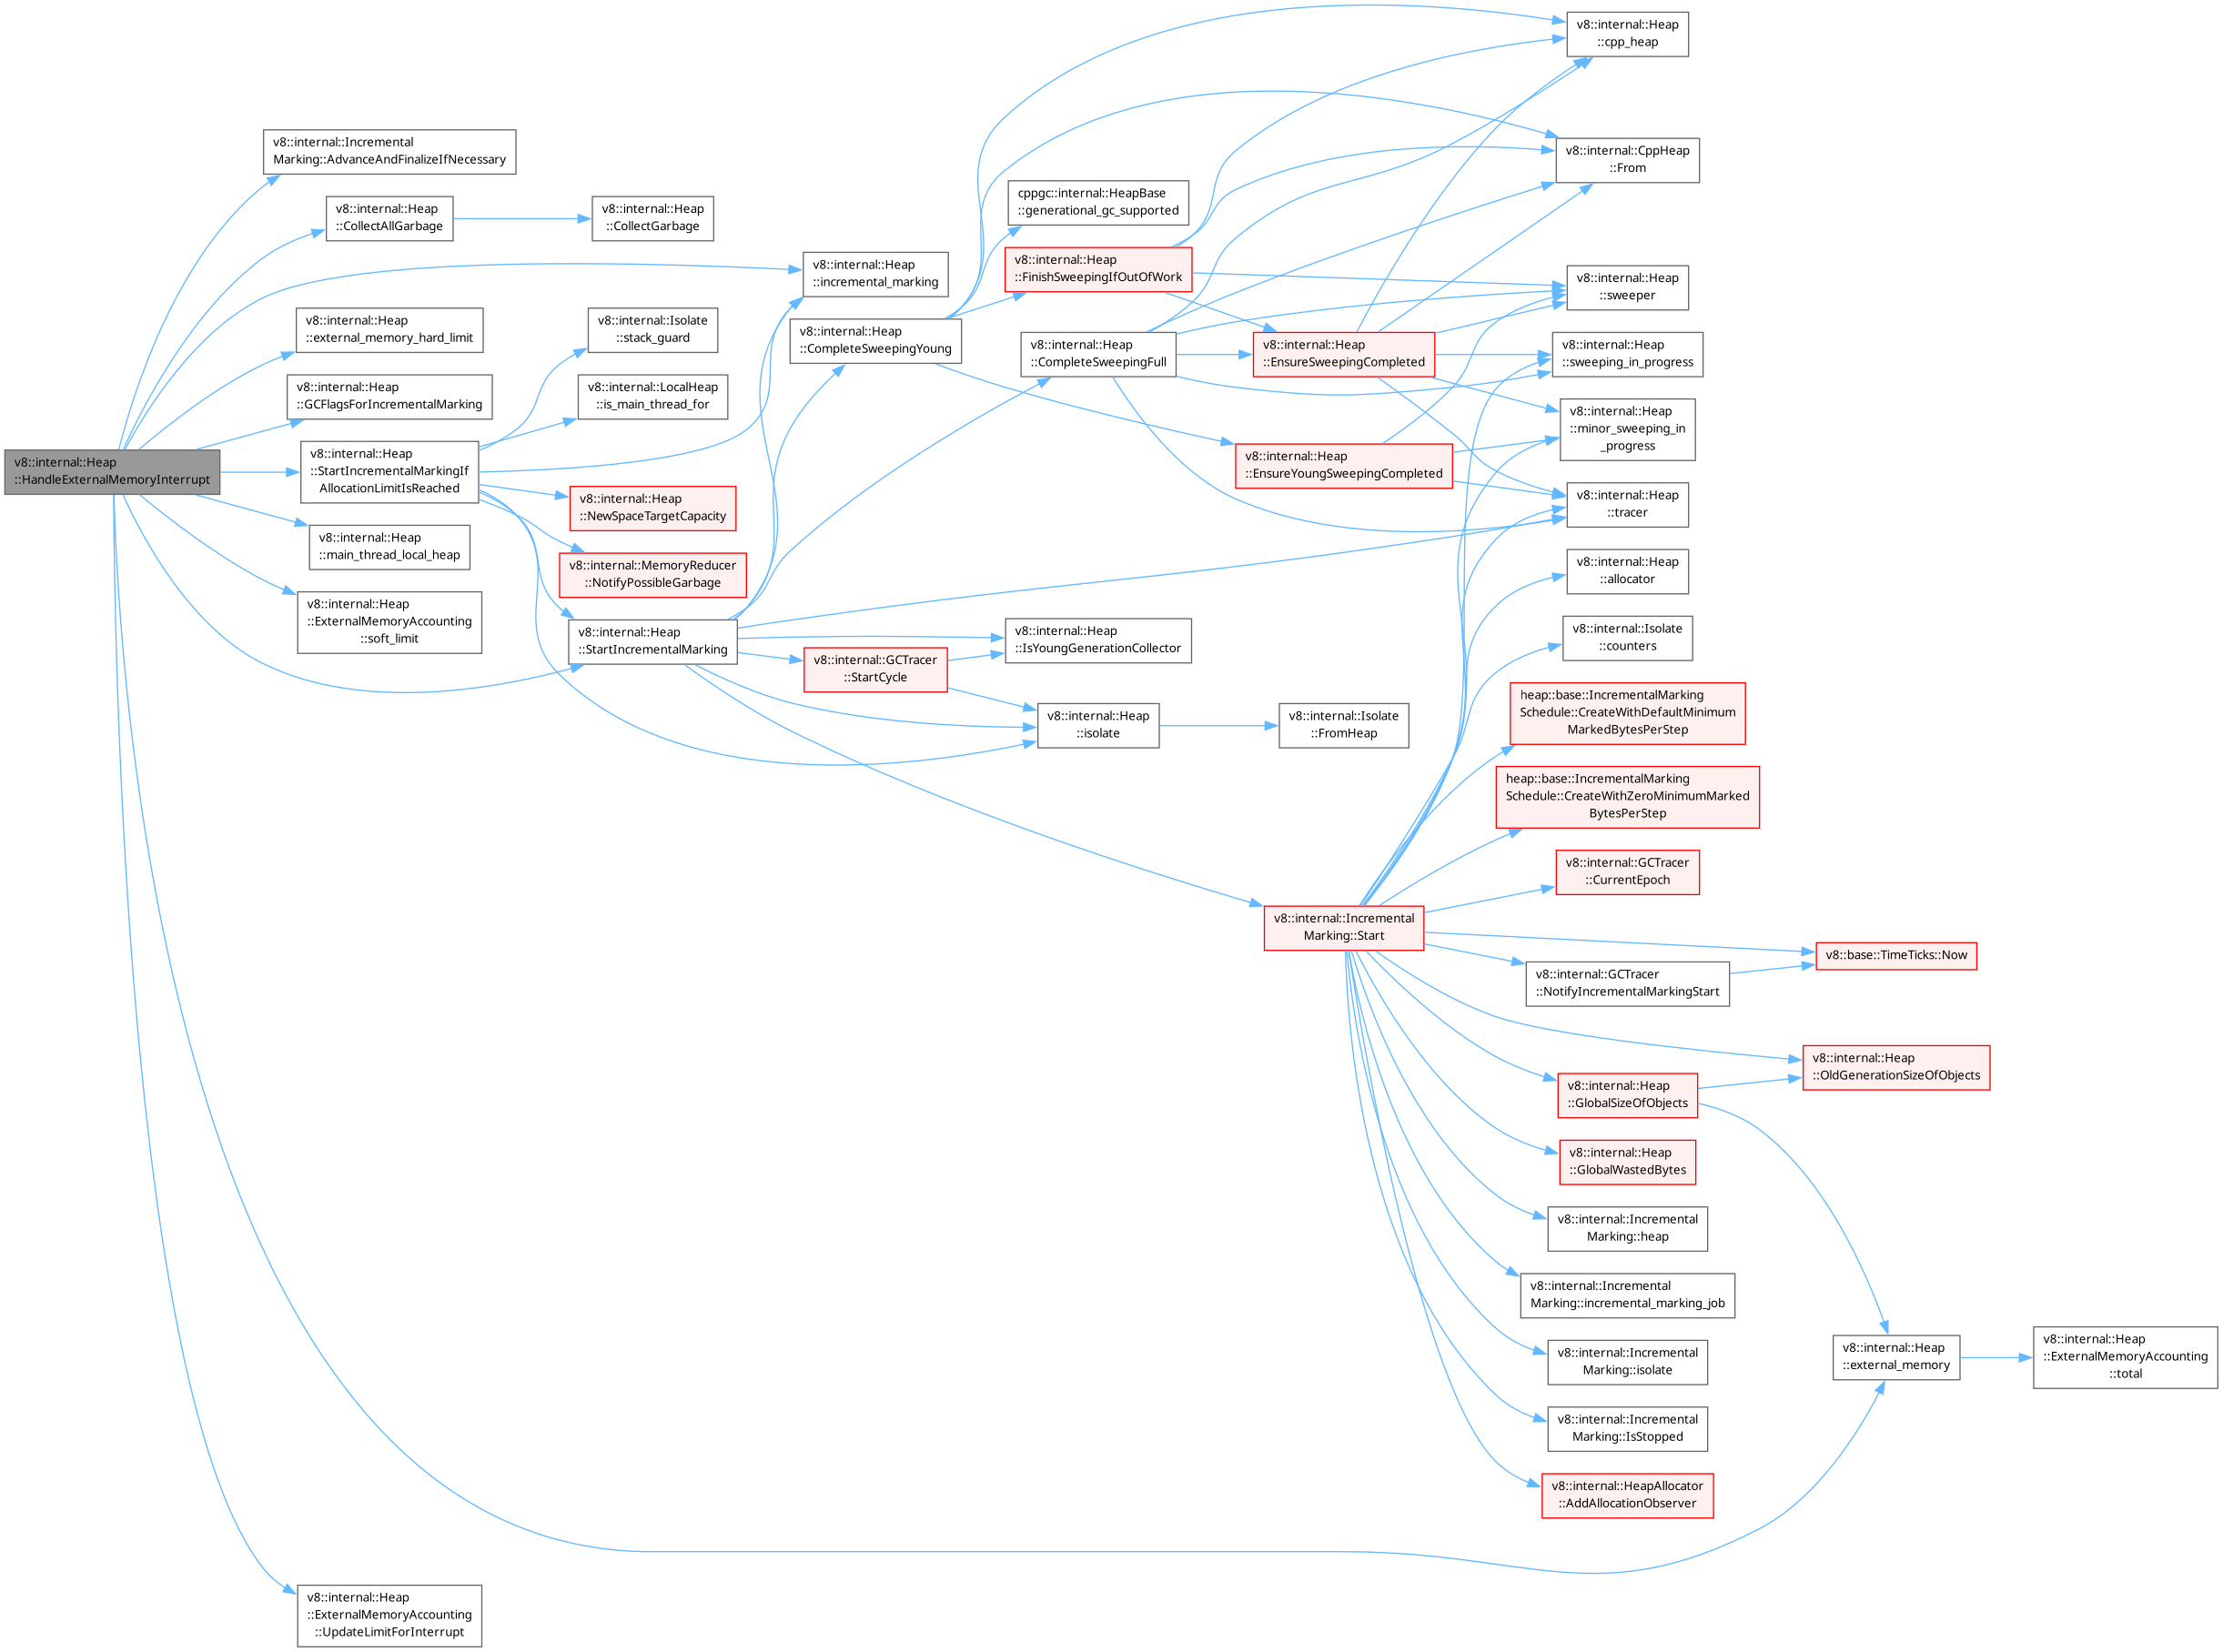 v8::internal::Heap
::HandleExternalMemoryInterrupt
v8::internal::Incremental
Marking::AdvanceAndFinalizeIfNecessary
v8::internal::Heap
::CollectAllGarbage
v8::internal::Heap
::CollectGarbage
v8::internal::Heap
::incremental_marking
v8::internal::Heap
::external_memory_hard_limit
v8::internal::Heap
::GCFlagsForIncrementalMarking
v8::internal::Heap
::StartIncrementalMarkingIf
AllocationLimitIsReached
v8::internal::Heap
::main_thread_local_heap
v8::internal::Heap
::ExternalMemoryAccounting
::soft_limit
v8::internal::Heap
::ExternalMemoryAccounting
::UpdateLimitForInterrupt
v8::internal::Isolate
::stack_guard
v8::internal::LocalHeap
::is_main_thread_for
v8::internal::Heap
::NewSpaceTargetCapacity
v8::internal::MemoryReducer
::NotifyPossibleGarbage
v8::internal::Heap
::StartIncrementalMarking
v8::internal::Heap
::CompleteSweepingYoung
v8::internal::GCTracer
::StartCycle
cppgc::internal::HeapBase
::generational_gc_supported
v8::internal::Heap
::FinishSweepingIfOutOfWork
v8::internal::Heap
::CompleteSweepingFull
v8::internal::Heap
::IsYoungGenerationCollector
v8::internal::Heap
::isolate
v8::internal::Heap
::EnsureSweepingCompleted
v8::internal::Heap
::EnsureYoungSweepingCompleted
v8::internal::Isolate
::FromHeap
v8::internal::Incremental
Marking::Start
v8::internal::Heap
::cpp_heap
v8::internal::CppHeap
::From
v8::internal::Heap
::sweeper
v8::internal::Heap
::sweeping_in_progress
v8::internal::Heap
::minor_sweeping_in
_progress
v8::internal::Heap
::tracer
v8::internal::Heap
::allocator
v8::internal::Isolate
::counters
heap::base::IncrementalMarking
Schedule::CreateWithDefaultMinimum
MarkedBytesPerStep
heap::base::IncrementalMarking
Schedule::CreateWithZeroMinimumMarked
BytesPerStep
v8::internal::GCTracer
::CurrentEpoch
v8::internal::GCTracer
::NotifyIncrementalMarkingStart
v8::base::TimeTicks::Now
v8::internal::Heap
::GlobalSizeOfObjects
v8::internal::Heap
::OldGenerationSizeOfObjects
v8::internal::Heap
::GlobalWastedBytes
v8::internal::Incremental
Marking::heap
v8::internal::Incremental
Marking::incremental_marking_job
v8::internal::Incremental
Marking::isolate
v8::internal::Incremental
Marking::IsStopped
v8::internal::HeapAllocator
::AddAllocationObserver
v8::internal::Heap
::external_memory
v8::internal::Heap
::ExternalMemoryAccounting
::total